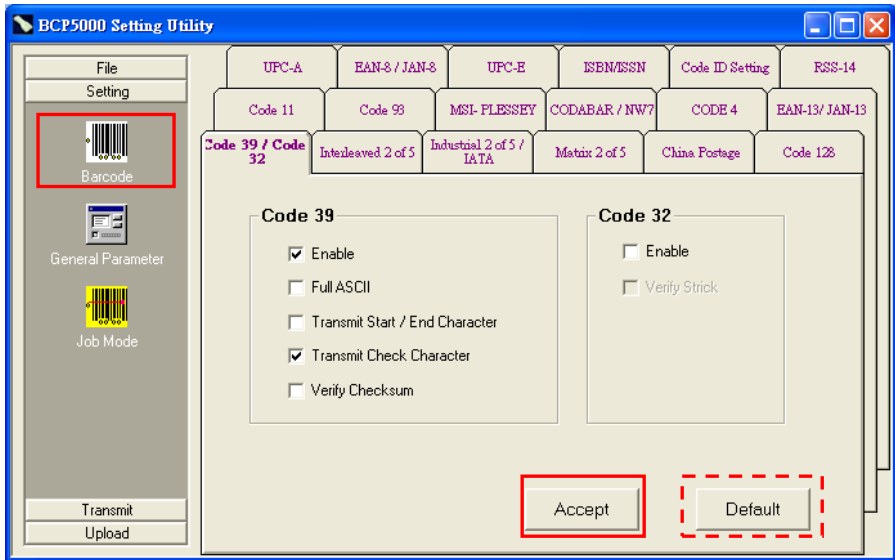 BCP5000 Setting Utility
File
Setting
Barcode
General Parameter
Job Mode
Transmit
Upload
UPC-A
EAN-8 / JAN-8
UPC-E
ISBN/ISSN
Code ID Setting
RSS-14
Code 11
Code 93
MSI- PLESSEY
CODABAR / NW7
CODE 4
EAN-13/ JAN-13
Code 39 / Code
32
Interleaved 2 of 5
Industrial 2 of 5 /
IATA
Matrix 2 of 5
China Postage
Code 128
Code 39
Enable
Full ASCII
Transmit Start / End Character
Transmit Check Character
Verify Checksum
Code 32
Enable
Verify Strick
Accept
Default